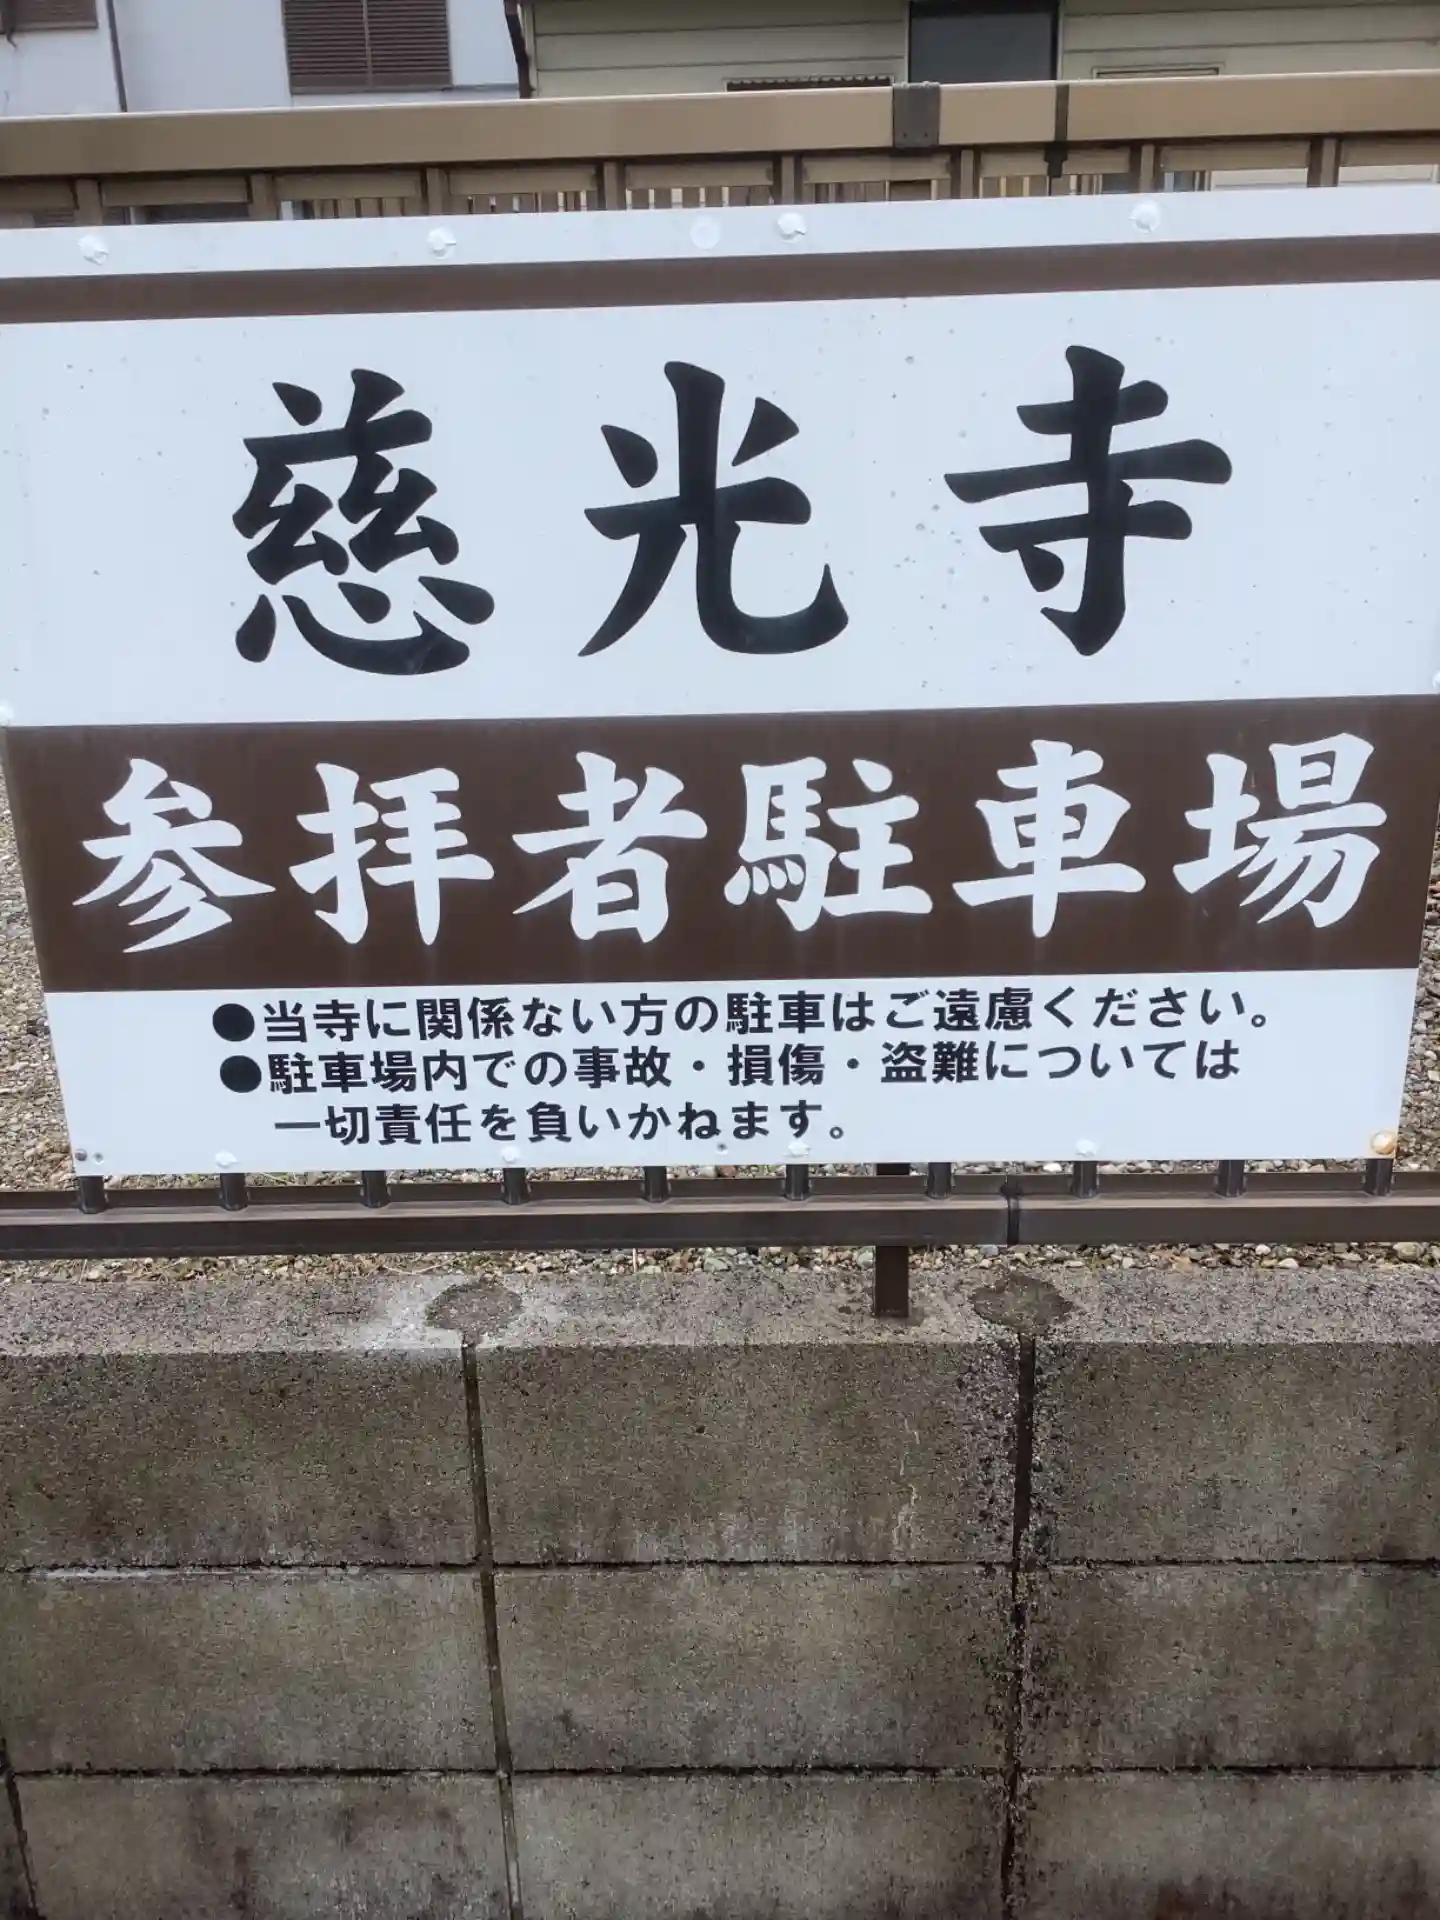 慈光寺
参拝者駐車場
●当寺に関係ない方の駐車はご遠慮ください。
●駐車場内での事故・損傷・盗難については
一切責任を負いかねます。